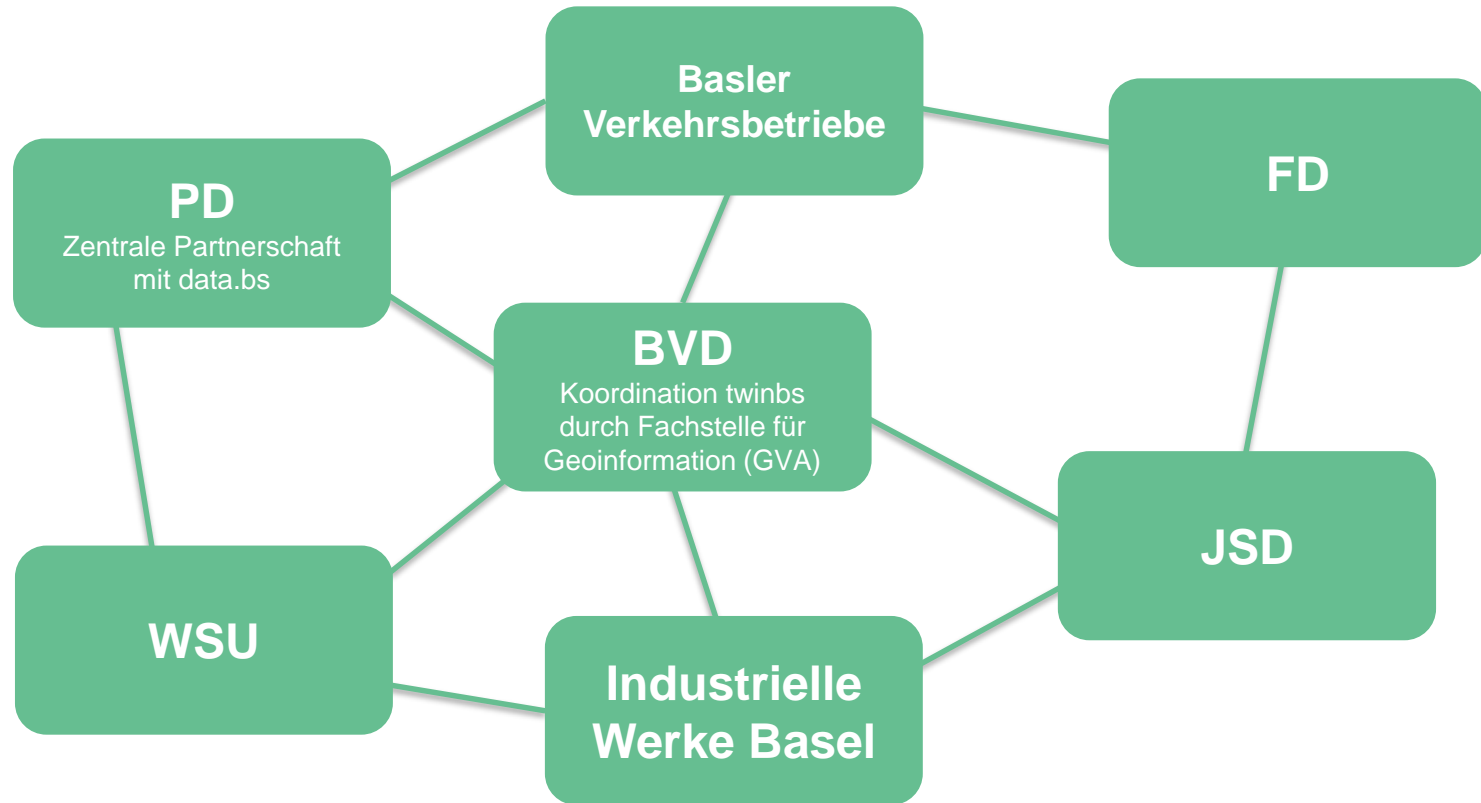 Basler
Verkehrsbetriebe
FD
PD
Zentrale Partnerschaft
mit data.bs
BVD
Koordination twinbs
durch Fachstelle für
Geoinformation (GVA)
JSD
WSU
Industrielle
Werke Basel